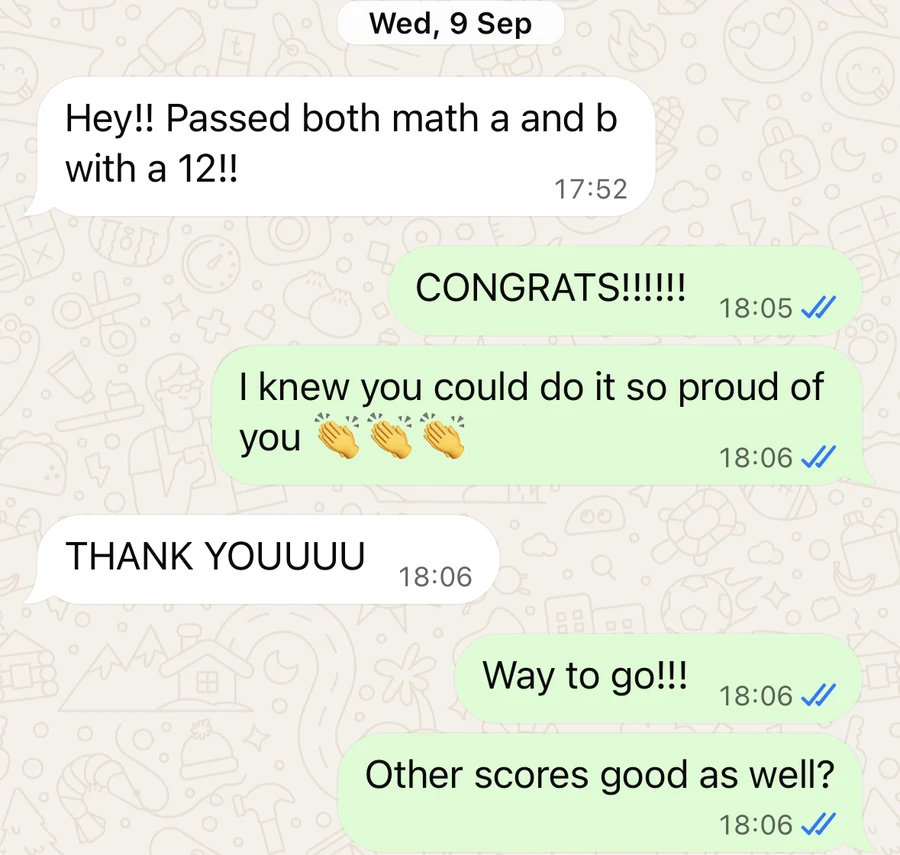 Wed, 9 Sep
Hey!! Passed both math a and b
with a 12!!
17:52
CONGRATS!!!!!!
18:05
I knew you could do it so proud of
you 👏👏👏
18:06
THANK YOUUUU
18:06
Way to go!!!
18:06
Other scores good as well?
18:06